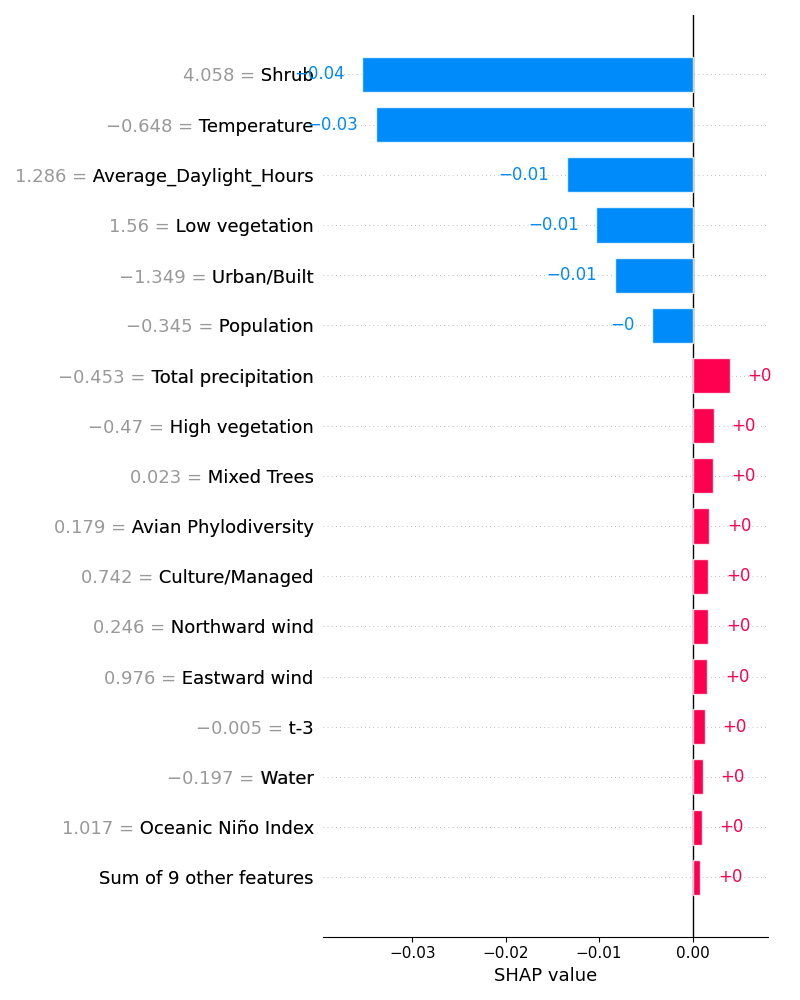 4.058 = Shrub −0.04
−0.648 = Temperature −0.03
1.286 = Average_Daylight_Hours −0.01
1.56 = Low vegetation −0.01
−1.349 = Urban/Built −0.01
−0.345 = Population −0
−0.453 = Total precipitation +0
−0.47 = High vegetation +0
0.023 = Mixed Trees +0
0.179 = Avian Phylodiversity +0
0.742 = Culture/Managed +0
0.246 = Northward wind +0
0.976 = Eastward wind +0
−0.005 = t-3 +0
−0.197 = Water +0
1.017 = Oceanic Niño Index +0
Sum of 9 other features +0
−0.03 −0.02 −0.01 0.00
SHAP value